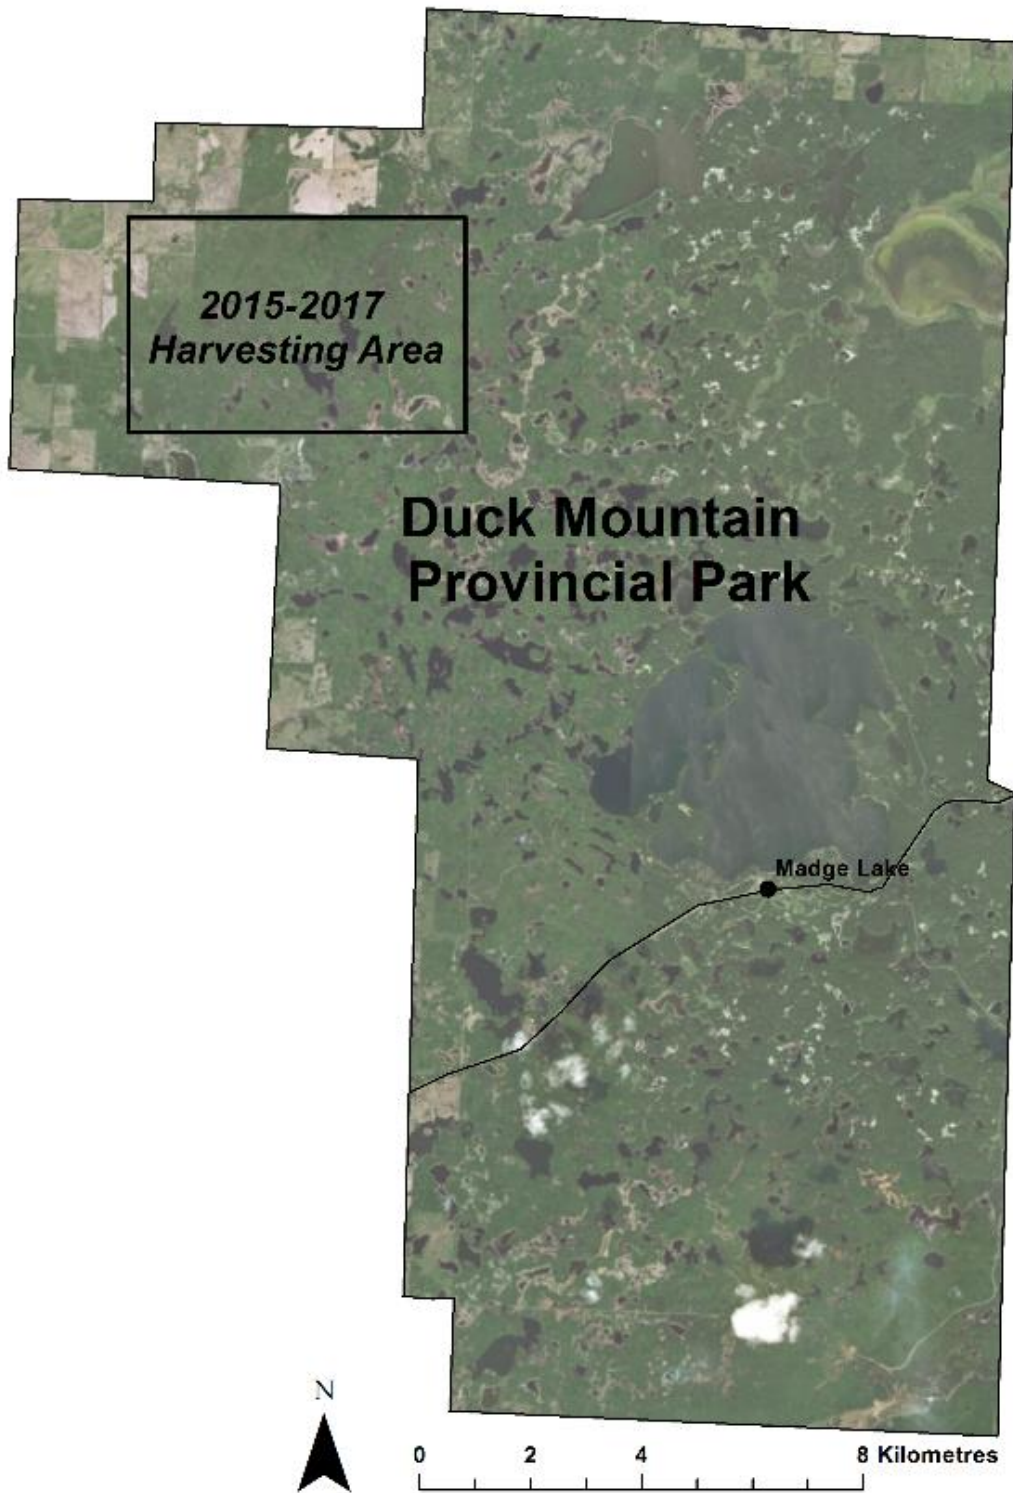 2015-2017
Harvesting Area
Duck Mountain
Provincial Park
Madge Lake
N
0 2 4 8 Kilometres